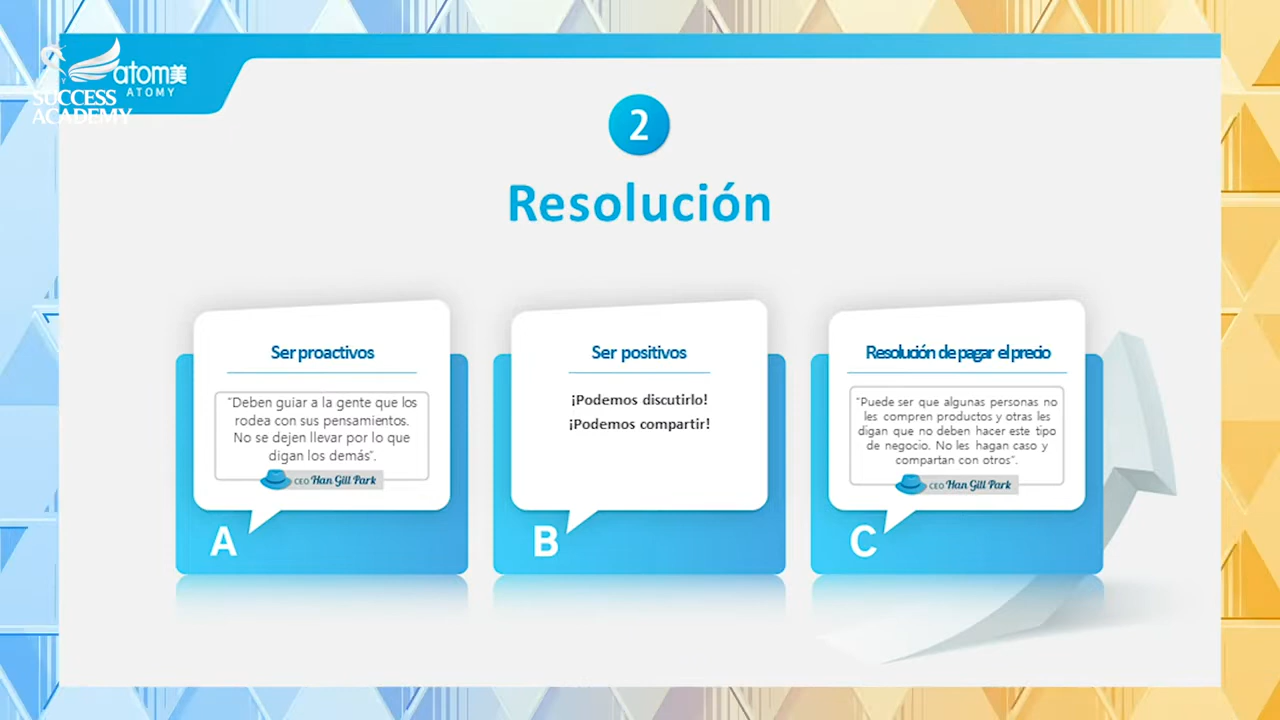 atom美
ATOMY
SUCCESS
ACADEMY
2
Resolución
Ser proactivos
“Deben guiar a la gente que los
rodea con sus pensamientos.
No se dejen llevar por lo que
digan los demás”.
CEO Han Gill Park
A
Ser positivos
¡Podemos discutirlo!
¡Podemos compartir!
B
Resolución de pagar el precio
“Puede ser que algunas personas no
les compren productos y otras les
digan que no deben hacer este tipo
de negocio. No les hagan caso y
compartan con otros”.
CEO Han Gill Park
C